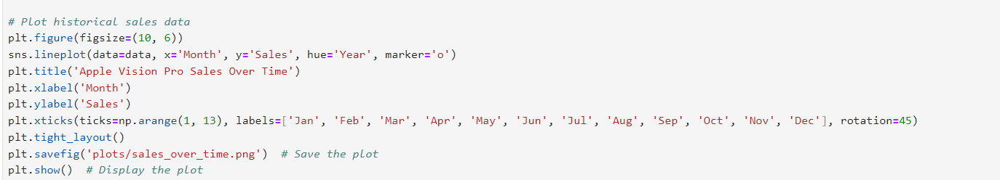 # Plot historical sales data
plt.figure(figsize=(10, 6))
sns.lineplot(data=data, x='Month', y='Sales', hue='Year', marker='o')
plt.title('Apple Vision Pro Sales Over Time')
plt.xlabel('Month')
plt.ylabel('Sales')
plt.xticks(ticks=np.arange(1, 13), labels=['Jan', 'Feb', 'Mar', 'Apr', 'May', 'Jun', 'Jul', 'Aug', 'Sep', 'Oct', 'Nov', 'Dec'], rotation=45)
plt.tight_layout()
plt.savefig('plots/sales_over_time.png')  # Save the plot
plt.show()  # Display the plot